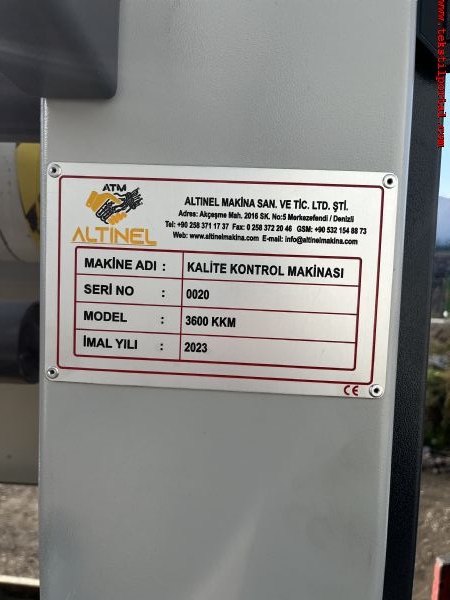 www.tekstilportal.com
ATM
ALTINEL
ALTINEL MAKİNA SAN. VE TİC. LTD. ŞTİ.
Adres: Akçeşme Mah. 2016 SK. No:5 Merkezefendi / Denizli
Tel: +90 258 371 17 37 Fax: 0 258 372 20 46 GSM: +90 532 154 88 73
Web: www.altinelmakina.com E-mail: info@altinelmakina.com
MAKİNE ADI : KALİTE KONTROL MAKİNASI
SERİ NO : 0020
MODEL : 3600 KKM
İMAL YILI : 2023
CE